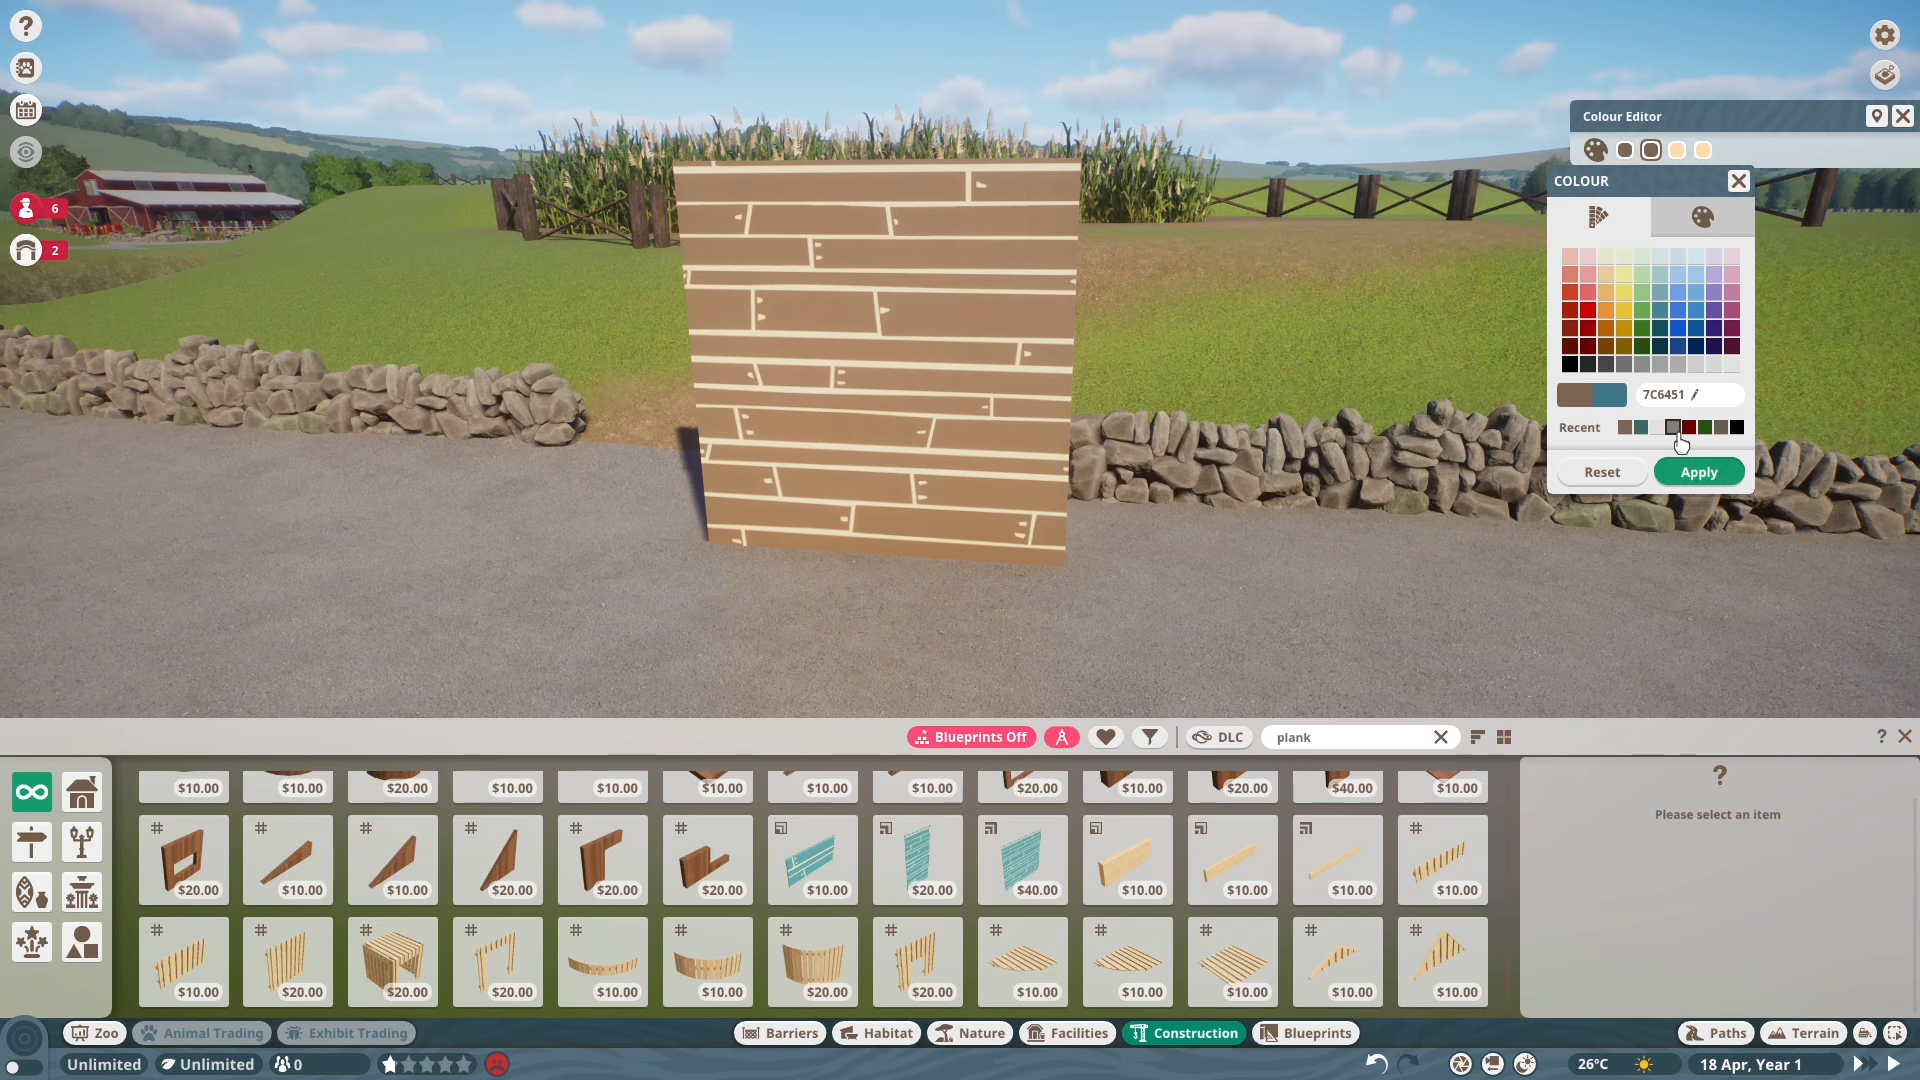 ?
Colour Editor
COLOUR
6
2
7C6451
Recent
Reset Apply
Blueprints Off DLC plank ?
$10.00 $10.00 $20.00 $10.00 $10.00 $10.00 $10.00 $10.00 $20.00 $10.00 $20.00 $40.00 $10.00
?
Please select an item
$20.00 $10.00 $10.00 $20.00 $20.00 $20.00 $10.00 $20.00 $40.00 $10.00 $10.00 $10.00 $10.00
$10.00 $20.00 $20.00 $20.00 $10.00 $10.00 $20.00 $20.00 $10.00 $10.00 $10.00 $10.00 $10.00
Zoo Animal Trading Exhibit Trading Barriers Habitat Nature Facilities Construction Blueprints Paths Terrain
Unlimited Unlimited 0 26°C 18 Apr, Year 1